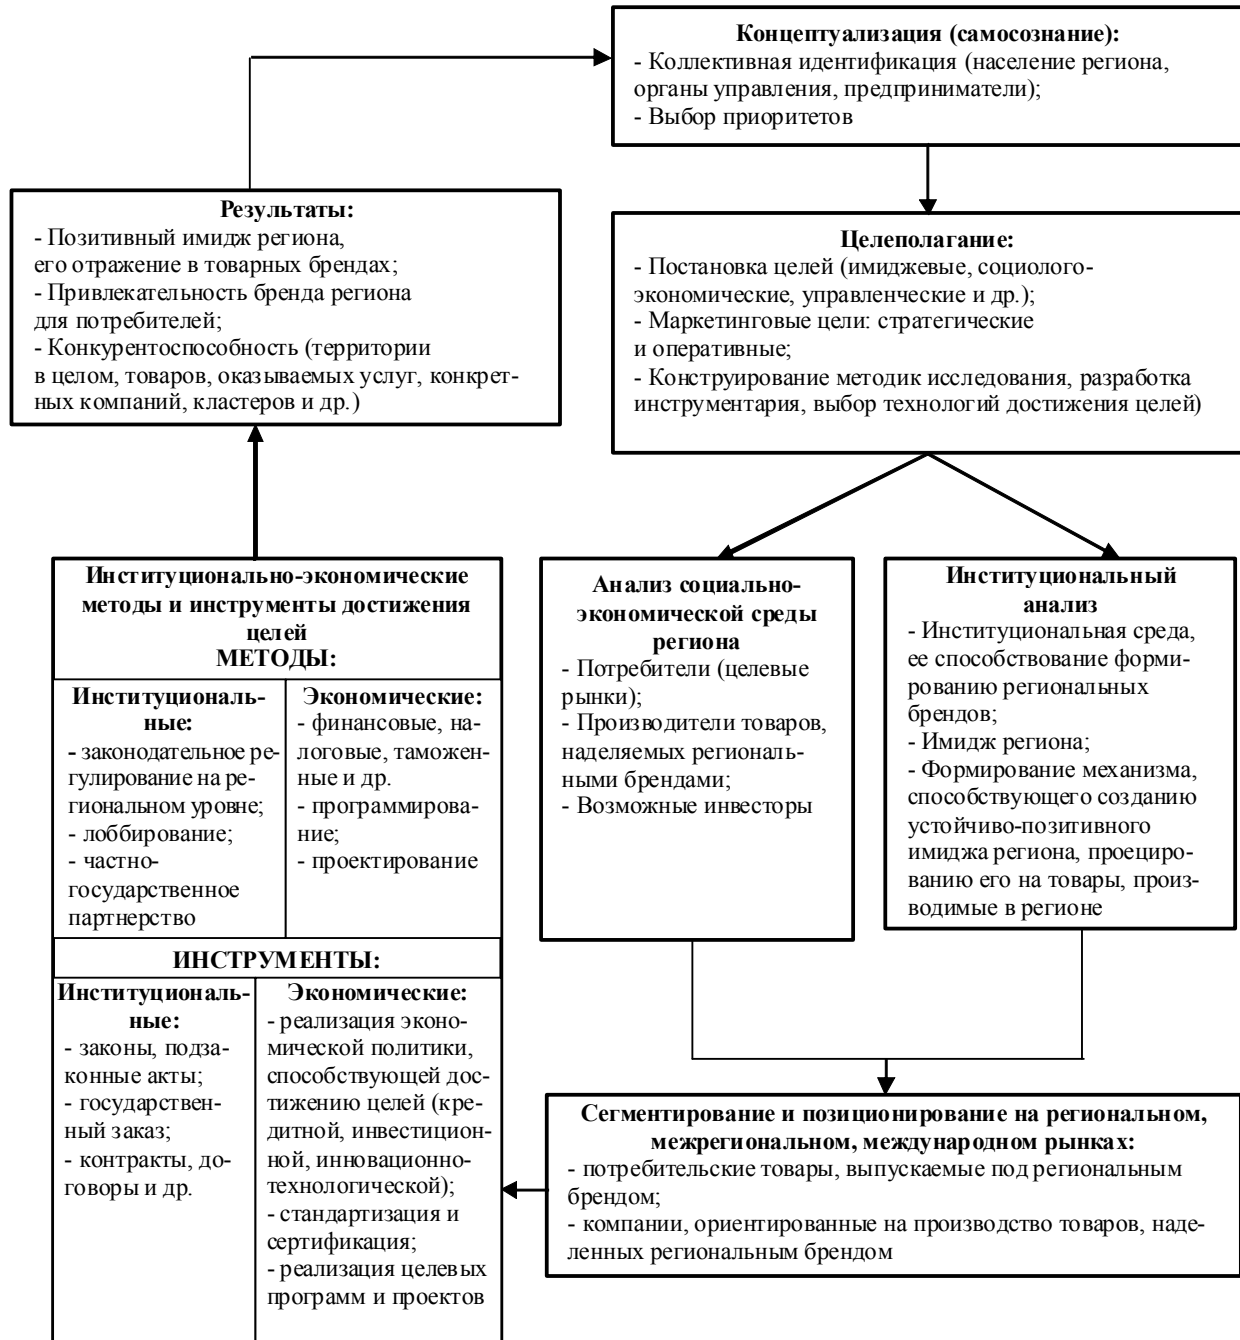 Концептуализация (самосознание):
- Коллективная идентификация (население региона,
органы управления, предприниматели);
- Выбор приоритетов
Результаты:
- Позитивный имидж региона,
его отражение в товарных брендах;
- Привлекательность бренда региона
для потребителей;
- Конкурентоспособность (территории
в целом, товаров, оказываемых услуг, конкрет-
ных компаний, кластеров и др.)
Целеполагание:
- Постановка целей (имиджевые, социолого-
экономические, управленческие и др.);
- Маркетинговые цели: стратегические
и оперативные;
- Конструирование методик исследования, разработка
инструментария, выбор технологий достижения целей)
Институционально-экономические
методы и инструменты достижения
целей
МЕТОДЫ:
Институциональ-
ные:
- законодательное ре-
гулирование на ре-
гиональном уровне;
- лоббирование;
- частно-
государственное
партнерство
Экономические:
- финансовые, на-
логовые, таможен-
ные и др.
- программирова-
ние;
- проектирование
ИНСТРУМЕНТЫ:
Институциональ-
ные:
- законы, подза-
конные акты;
- государствен-
ный заказ;
- контракты, до-
говоры и др.
Экономические:
- реализация эконо-
мической политики,
способствующей дос-
тижению целей (кре-
дитной, инвестицион-
ной, инновационно-
технологической);
- стандартизация и
сертификация;
- реализация целевых
программ и проектов
Анализ социально-
экономической среды
региона
- Потребители (целевые
рынки);
- Производители товаров,
наделяемых региональ-
ными брендами;
- Возможные инвесторы
Институциональный
анализ
- Институциональная среда,
ее способствование форми-
рованию региональных
брендов;
- Имидж региона;
- Формирование механизма,
способствующего созданию
устойчиво-позитивного
имиджа региона, проециро-
ванию его на товары, произ-
водимые в регионе
Сегментирование и позиционирование на региональном,
межрегиональном, международном рынках:
- потребительские товары, выпускаемые под региональным
брендом;
- компании, ориентированные на производство товаров, наде-
ленных региональным брендом